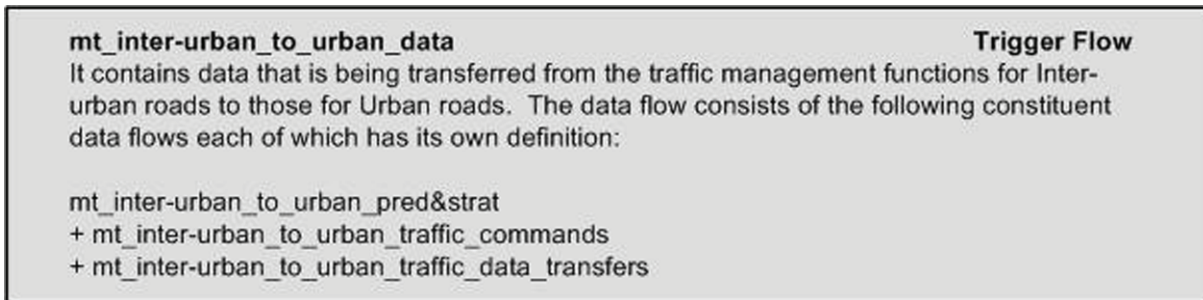 mt_inter-urban_to_urban_data Trigger Flow
It contains data that is being transferred from the traffic management functions for Inter-
urban roads to those for Urban roads.  The data flow consists of the following constituent
data flows each of which has its own definition:
mt_inter-urban_to_urban_pred&strat
+ mt_inter-urban_to_urban_traffic_commands
+ mt_inter-urban_to_urban_traffic_data_transfers